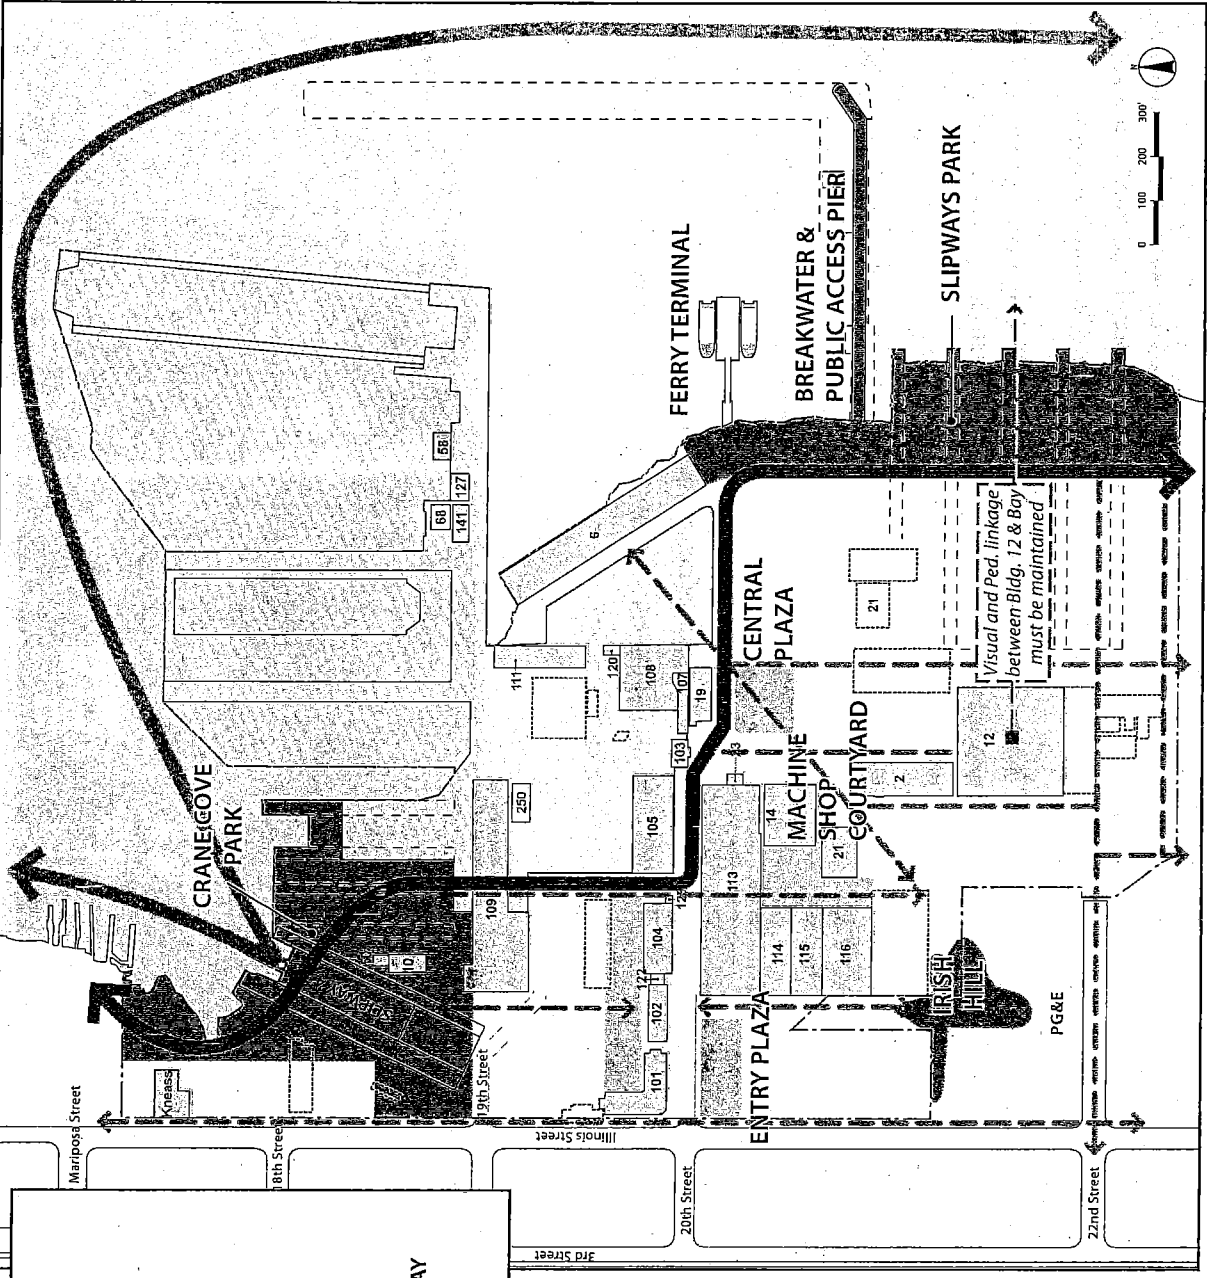 N
0 100 200 300'
CRANE COVE
PARK
FERRY TERMINAL
BREAKWATER &
PUBLIC ACCESS PIER
SLIPWAYS PARK
58
68
127
141
6
111
120
108
107
19
103
250
105
109
10
SLIPWAY
Kneass
Mariposa Street
18th Street
19th Street
Illinois Street
3rd Street
20th Street
22nd Street
122
104
102
101
CENTRAL
PLAZA
MACHINE
SHOP
COURTYARD
21
Visual and Ped. linkage
between Bldg. 12 & Bay
must be maintained
12
2
14
21
113
114
115
116
ENTRY PLAZA
IRISH
HILL
PG&E
AY